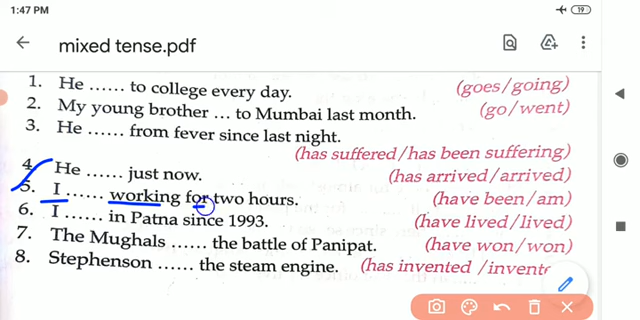 1:47 PM
19
mixed tense.pdf
1. He ...... to college every day. (goes/going)
2. My young brother ... to Mumbai last month. (go/went)
3. He ...... from fever since last night.
(has suffered/has been suffering)
4. He ...... just now. (has arrived/arrived)
5. I ...... working for two hours. (have been/am)
6. I ...... in Patna since 1993. (have lived/lived)
7. The Mughals ...... the battle of Panipat. (have won/won)
8. Stephenson ...... the steam engine. (has invented /invente